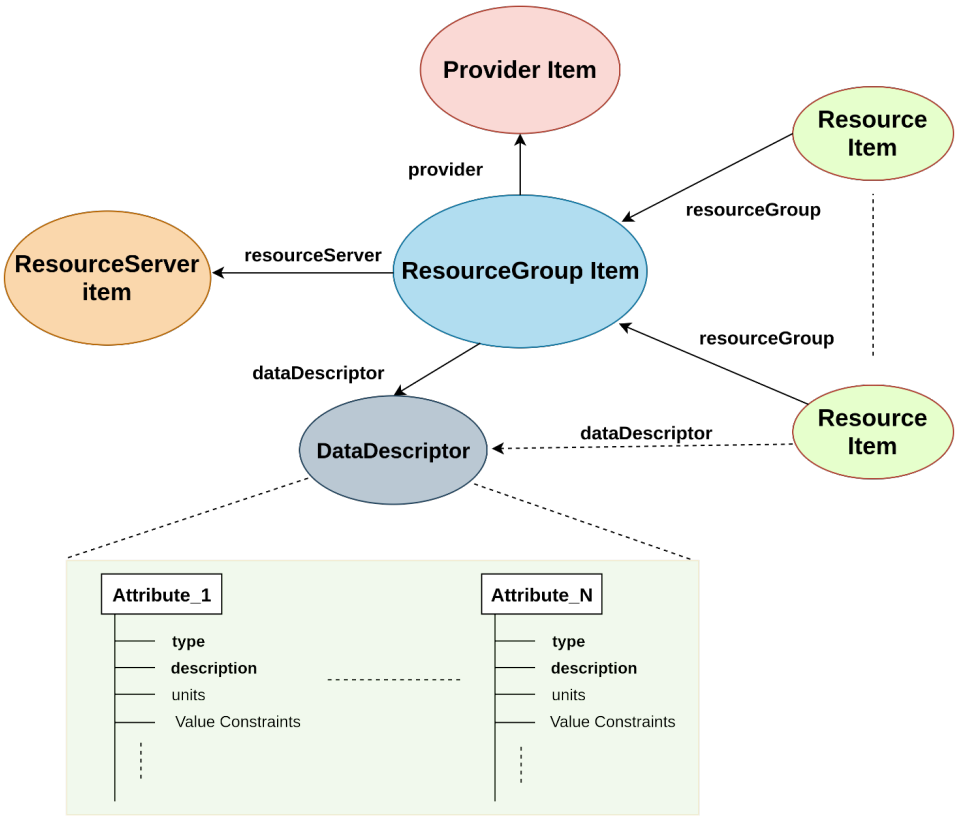 Provider Item
Resource
Item
provider
resourceGroup
resourceServer
ResourceServer
item
ResourceGroup Item
resourceGroup
dataDescriptor
Resource
Item
dataDescriptor
DataDescriptor
Attribute_1
type
description
units
Value Constraints
Attribute_N
type
description
units
Value Constraints